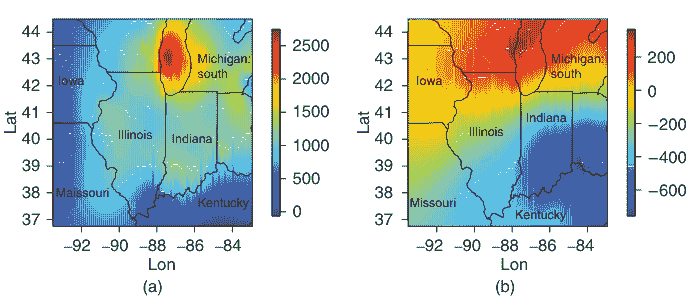 44
43
42
41
40
39
38
37
Lat
Iowa
Michigan:
south
Illinois
Indiana
Maissouri
Kentucky
2500
2000
1500
1000
500
0
−92 −90 −88 −86 −84
Lon
(a)
44
43
42
41
40
39
38
37
Lat
Iowa
Michigan:
south
Illinois
Indiana
Missouri
Kentucky
200
0
−200
−400
−600
−92 −90 −88 −86 −84
Lon
(b)